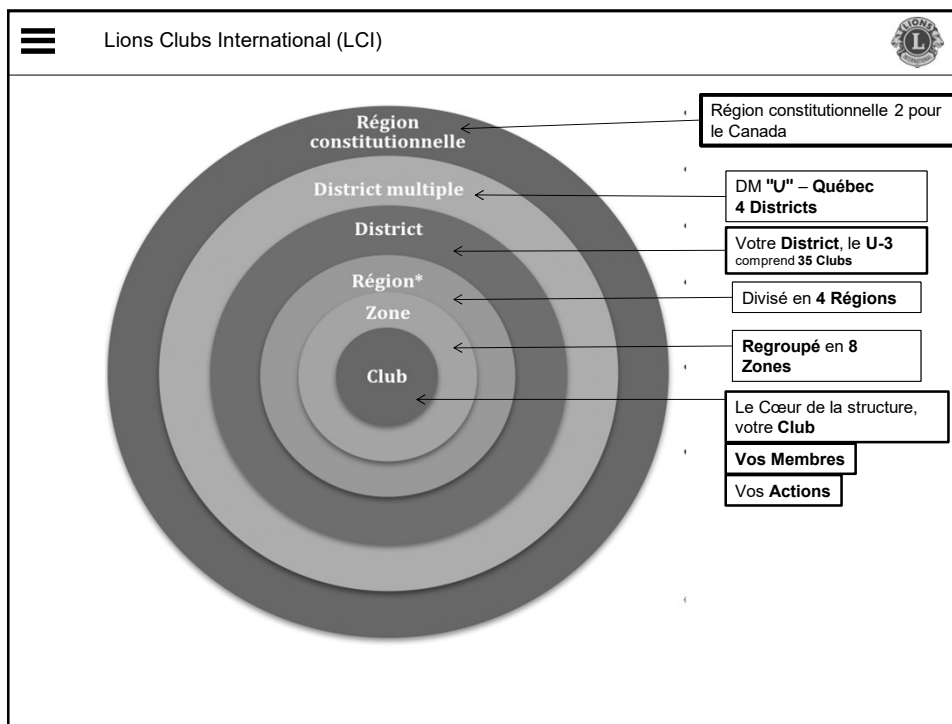 Lions Clubs International (LCI)
LIONS
L
INTERNATIONAL
Région
constitutionnelle
District multiple
District
Région*
Zone
Club
Région constitutionnelle 2 pour
le Canada
DM "U" – Québec
4 Districts
Votre District, le U-3
comprend 35 Clubs
Divisé en 4 Régions
Regroupé en 8
Zones
Le Cœur de la structure,
votre Club
Vos Membres
Vos Actions